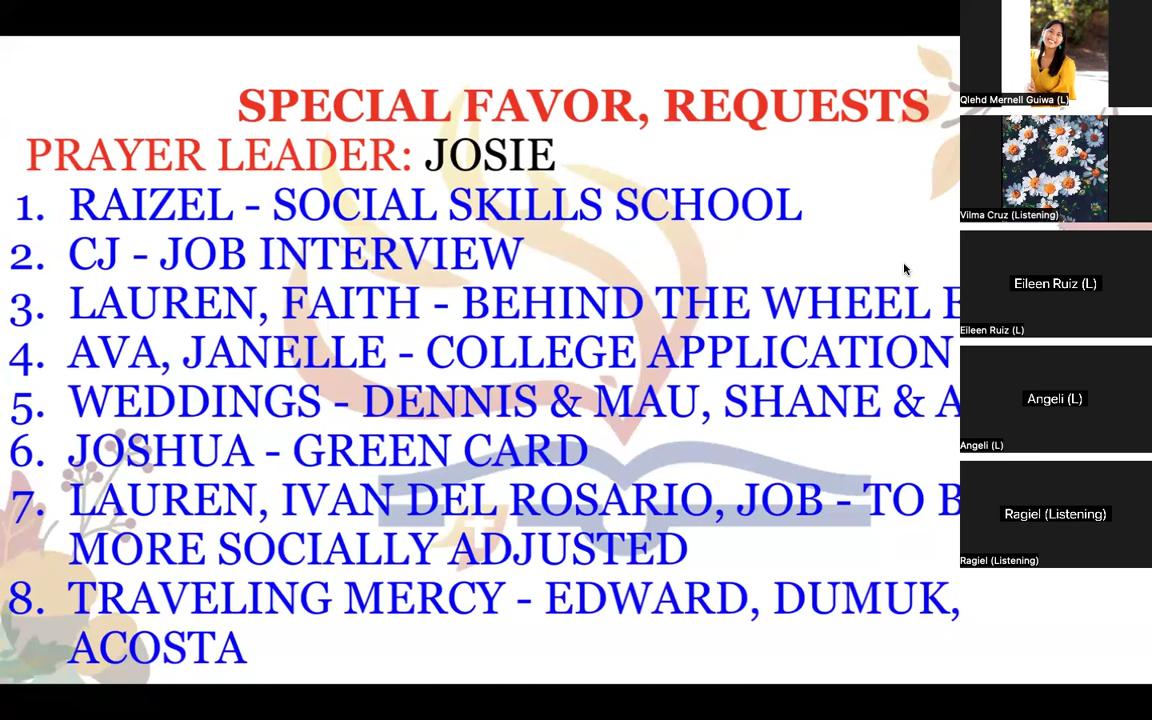 SPECIAL FAVOR, REQUESTS
PRAYER LEADER: JOSIE
1. RAIZEL - SOCIAL SKILLS SCHOOL
2. CJ - JOB INTERVIEW
3. LAUREN, FAITH - BEHIND THE WHEEL
4. AVA, JANELLE - COLLEGE APPLICATION
5. WEDDINGS - DENNIS & MAU, SHANE &
6. JOSHUA - GREEN CARD
7. LAUREN, IVAN DEL ROSARIO, JOB - TO
MORE SOCIALLY ADJUSTED
8. TRAVELING MERCY - EDWARD, DUMUK,
ACOSTA
Qlehd Mernell Guiwa (L)
Vilma Cruz (Listening)
Eileen Ruiz (L)
Eileen Ruiz (L)
Angeli (L)
Angeli (L)
Ragiel (Listening)
Ragiel (Listening)